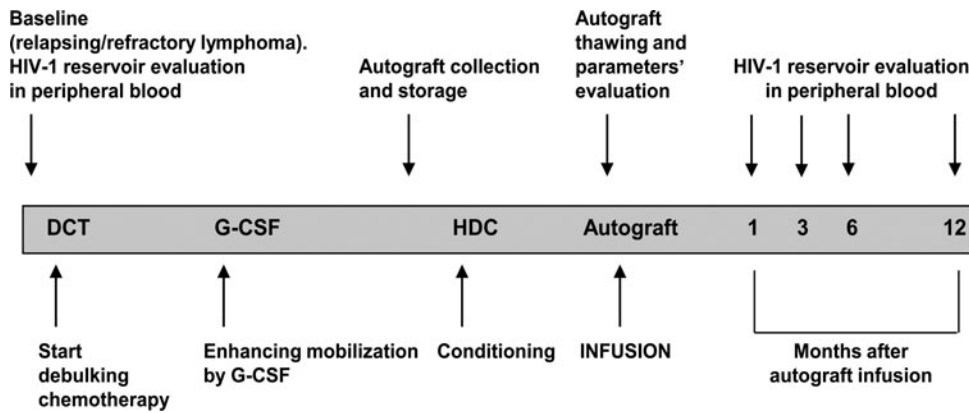 Baseline
(relapsing/refractory lymphoma).
HIV-1 reservoir evaluation
in peripheral blood
Autograft collection
and storage
Autograft
thawing and
parameters’
evaluation
HIV-1 reservoir evaluation
in peripheral blood
DCT G-CSF HDC Autograft 1 3 6 12
Start
debulking
chemotherapy
Enhancing mobilization
by G-CSF
Conditioning
INFUSION
Months after
autograft infusion